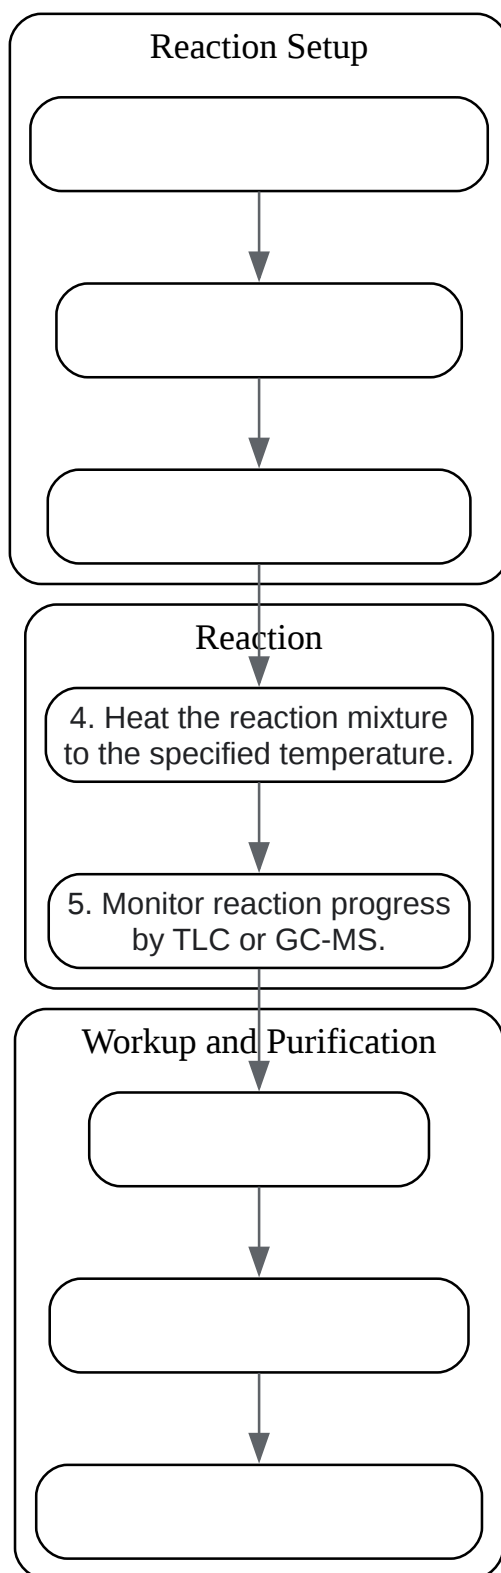 Reaction Setup
Reaction
4. Heat the reaction mixture
to the specified temperature.
5. Monitor reaction progress
by TLC or GC-MS.
Workup and Purification